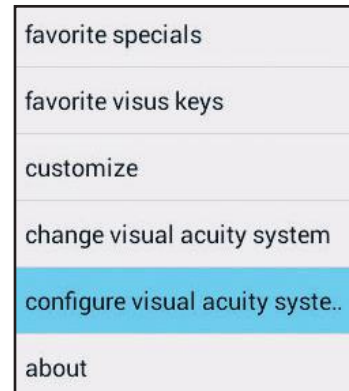 favorite specials
favorite visus keys
customize
change visual acuity system
configure visual acuity syste..
about